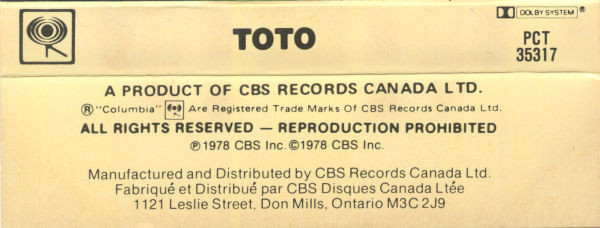 TOTO
DOLBY SYSTEM ®
PCT
35317
A PRODUCT OF CBS RECORDS CANADA LTD.
® "Columbia" Are Registered Trade Marks Of CBS Records Canada Ltd.
ALL RIGHTS RESERVED — REPRODUCTION PROHIBITED
℗ 1978 CBS Inc. © 1978 CBS Inc.
Manufactured and Distributed by CBS Records Canada Ltd.
Fabriqué et Distribué par CBS Disques Canada Ltée
1121 Leslie Street, Don Mills, Ontario M3C 2J9